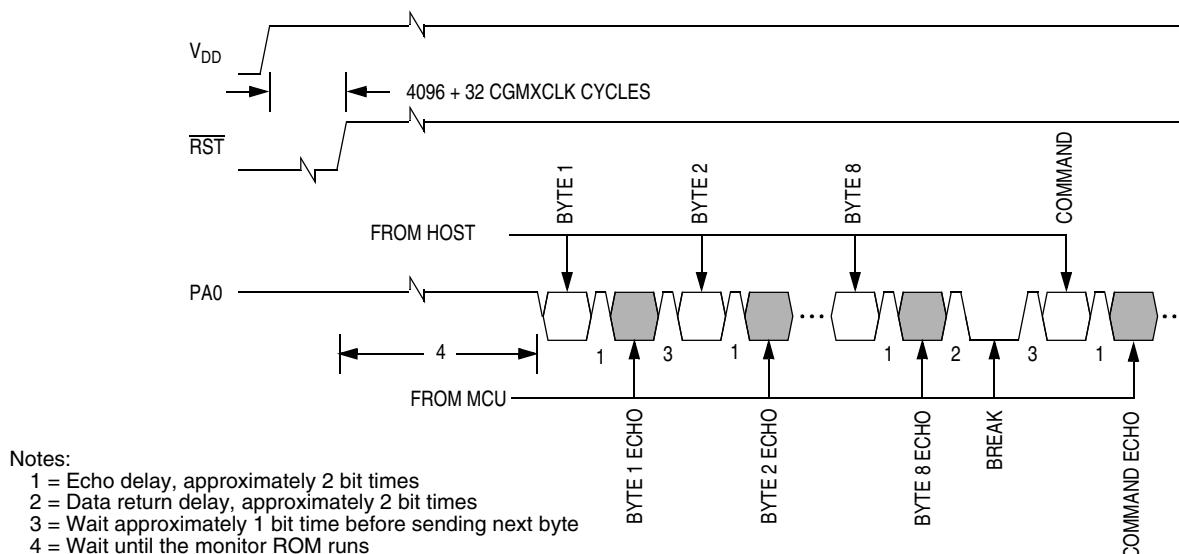 VDD
4096 + 32 CGMXCLK CYCLES
RST
BYTE 1
BYTE 2
BYTE 8
COMMAND
FROM HOST
PA0
4
1
3
1
1
2
3
1
FROM MCU
BYTE 1 ECHO
BYTE 2 ECHO
BYTE 8 ECHO
BREAK
COMMAND ECHO
Notes:
1 = Echo delay, approximately 2 bit times
2 = Data return delay, approximately 2 bit times
3 = Wait approximately 1 bit time before sending next byte
4 = Wait until the monitor ROM runs